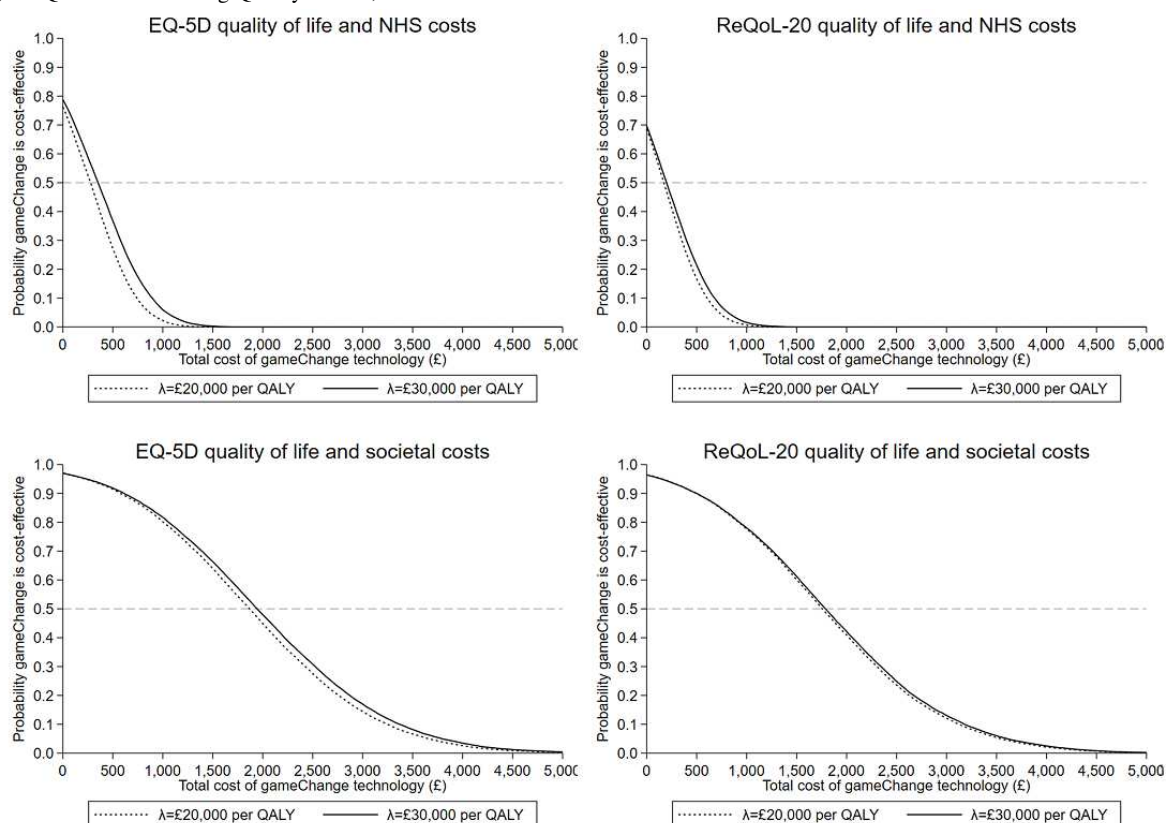 EQ-5D quality of life and NHS costs
Probability gameChange is cost-effective
1.0
0.9
0.8
0.7
0.6
0.5
0.4
0.3
0.2
0.1
0.0
0 500 1,000 1,500 2,000 2,500 3,000 3,500 4,000 4,500 5,000
Total cost of gameChange technology (£)
λ=£20,000 per QALY λ=£30,000 per QALY
ReQoL-20 quality of life and NHS costs
Probability gameChange is cost-effective
1.0
0.9
0.8
0.7
0.6
0.5
0.4
0.3
0.2
0.1
0.0
0 500 1,000 1,500 2,000 2,500 3,000 3,500 4,000 4,500 5,000
Total cost of gameChange technology (£)
λ=£20,000 per QALY λ=£30,000 per QALY
EQ-5D quality of life and societal costs
Probability gameChange is cost-effective
1.0
0.9
0.8
0.7
0.6
0.5
0.4
0.3
0.2
0.1
0.0
0 500 1,000 1,500 2,000 2,500 3,000 3,500 4,000 4,500 5,000
Total cost of gameChange technology (£)
λ=£20,000 per QALY λ=£30,000 per QALY
ReQoL-20 quality of life and societal costs
Probability gameChange is cost-effective
1.0
0.9
0.8
0.7
0.6
0.5
0.4
0.3
0.2
0.1
0.0
0 500 1,000 1,500 2,000 2,500 3,000 3,500 4,000 4,500 5,000
Total cost of gameChange technology (£)
λ=£20,000 per QALY λ=£30,000 per QALY